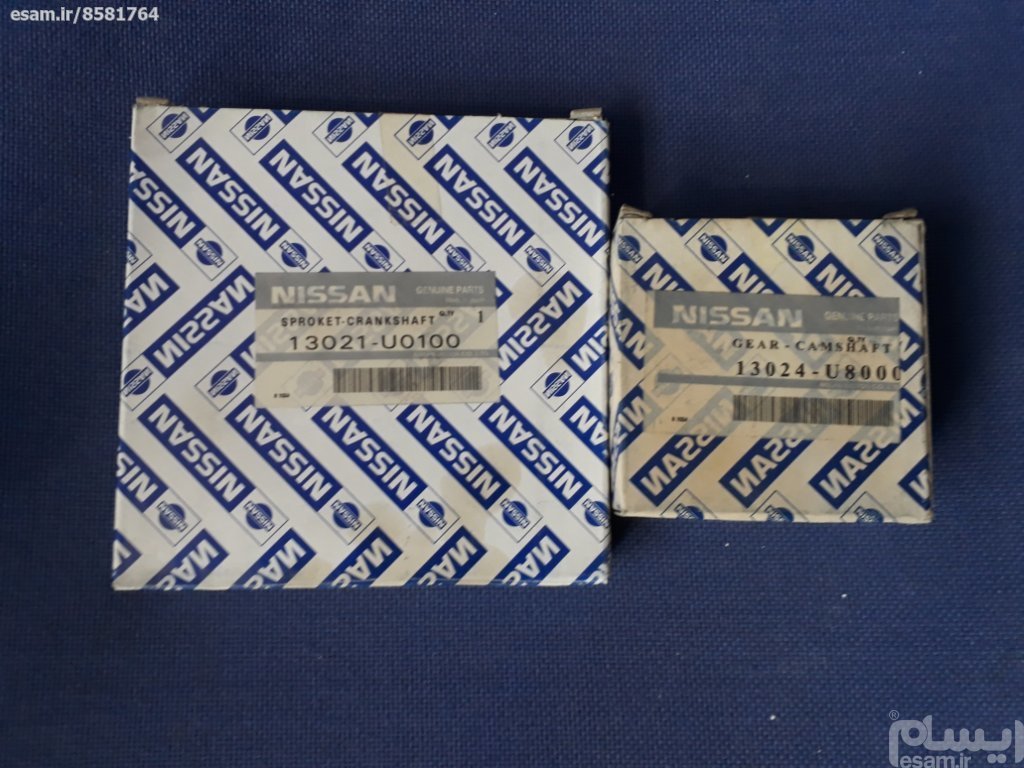 esam.ir/8581764
NISSAN
GENUINE PARTS
SPROKET-CRANKSHAFT
QLTY 1
13021-U0100
NISSAN
GENUINE PARTS
GEAR - CAMSHAFT
13024-U8000
ایسام®
esam.ir